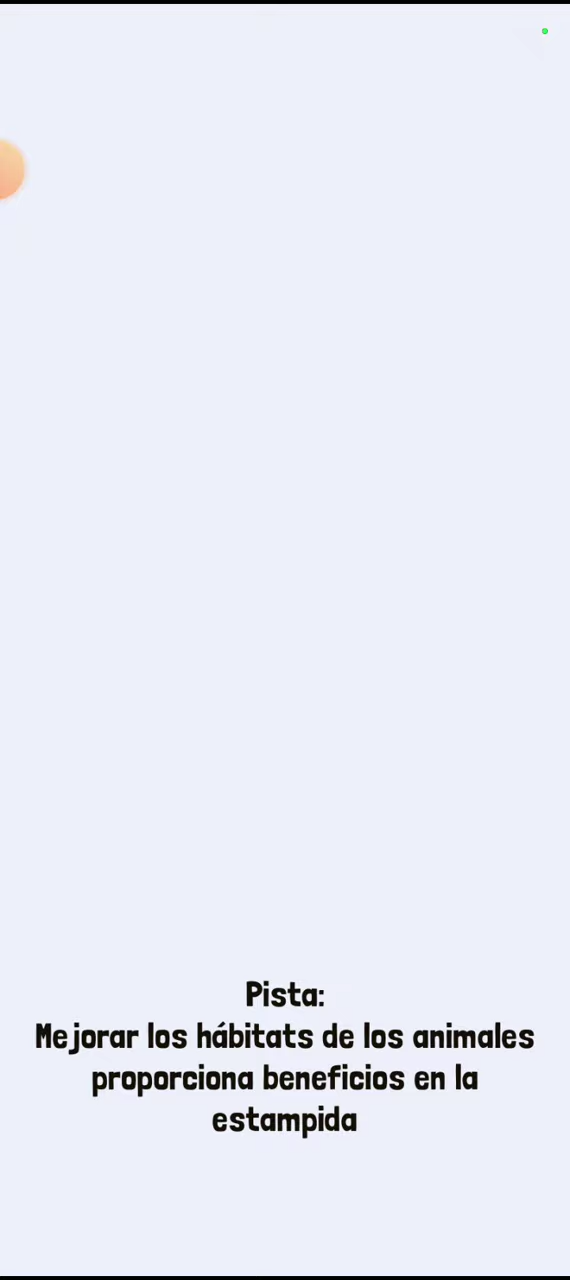 Pista:
Mejorar los hábitats de los animales
proporciona beneficios en la
estampida